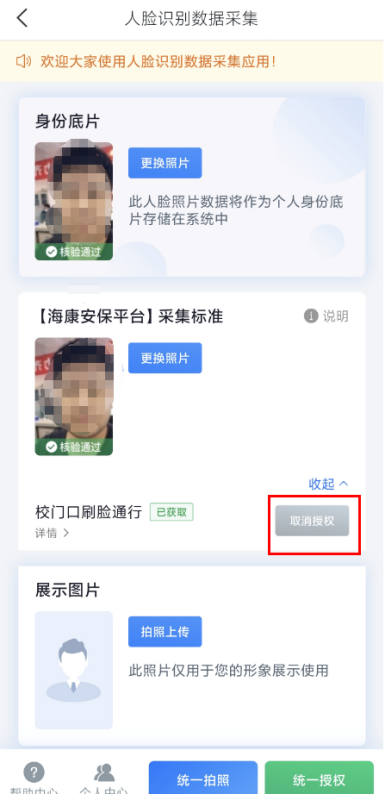 人脸识别数据采集
欢迎大家使用人脸识别数据采集应用！
身份底片
更换照片
此人脸照片数据将作为个人身份底
片存储在系统中
核验通过
【海康安保平台】采集标准
说明
更换照片
核验通过
收起
校门口刷脸通行 已获取
取消授权
详情 >
展示图片
拍照上传
此照片仅用于您的形象展示使用
帮助中心 个人中心 统一拍照 统一授权